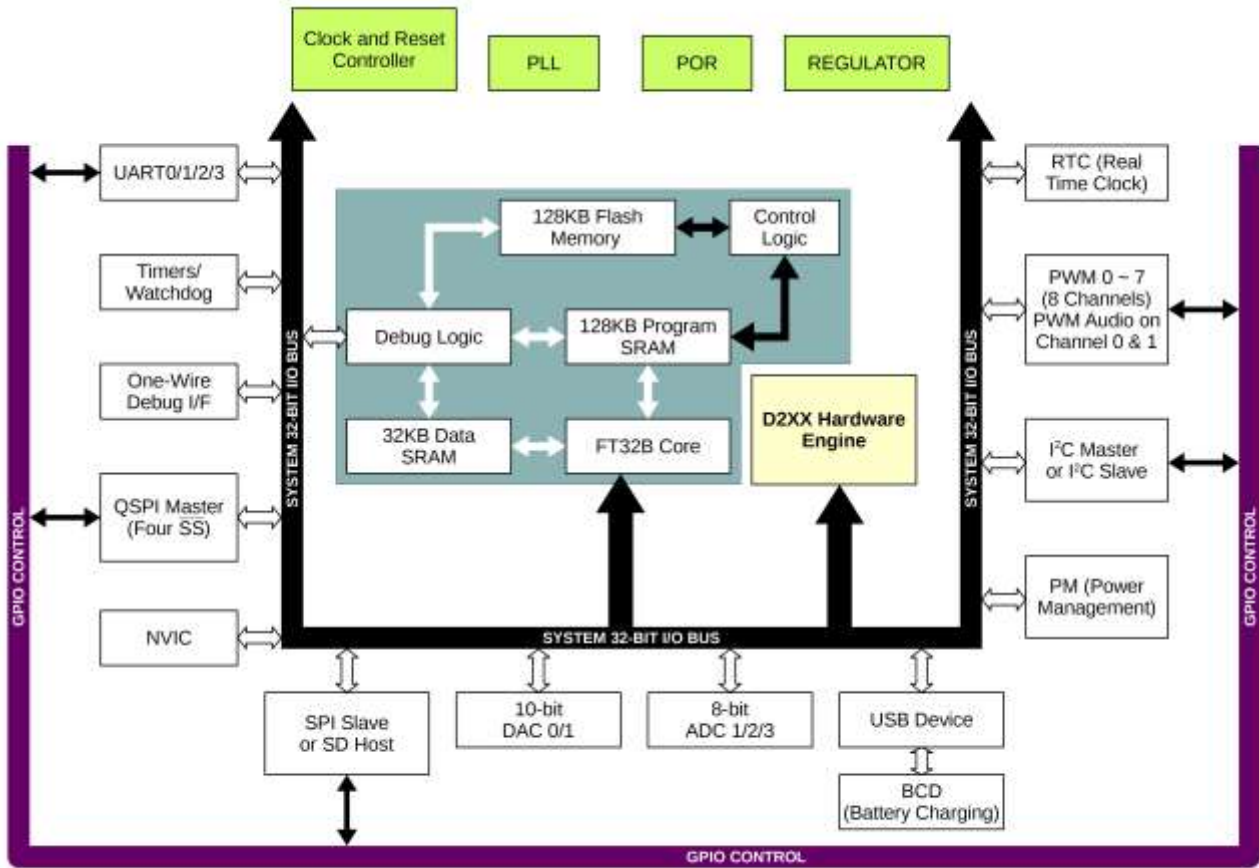 Clock and Reset
Controller
PLL
POR
REGULATOR
UART0/1/2/3
Timers/
Watchdog
One-Wire
Debug I/F
QSPI Master
(Four S̅S̅)
NVIC
GPIO CONTROL
SYSTEM 32-BIT I/O BUS
128KB Flash
Memory
Control
Logic
Debug Logic
128KB Program
SRAM
32KB Data
SRAM
FT32B Core
D2XX Hardware
Engine
SYSTEM 32-BIT I/O BUS
RTC (Real
Time Clock)
PWM 0 ~ 7
(8 Channels)
PWM Audio on
Channel 0 & 1
I²C Master
or I²C Slave
PM (Power
Management)
GPIO CONTROL
SYSTEM 32-BIT I/O BUS
SPI Slave
or SD Host
10-bit
DAC 0/1
8-bit
ADC 1/2/3
USB Device
BCD
(Battery Charging)
GPIO CONTROL